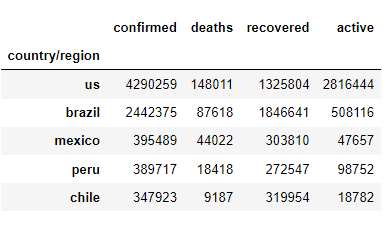 confirmed deaths recovered active
country/region
us 4290259 148011 1325804 2816444
brazil 2442375 87618 1846641 508116
mexico 395489 44022 303810 47657
peru 389717 18418 272547 98752
chile 347923 9187 319954 18782